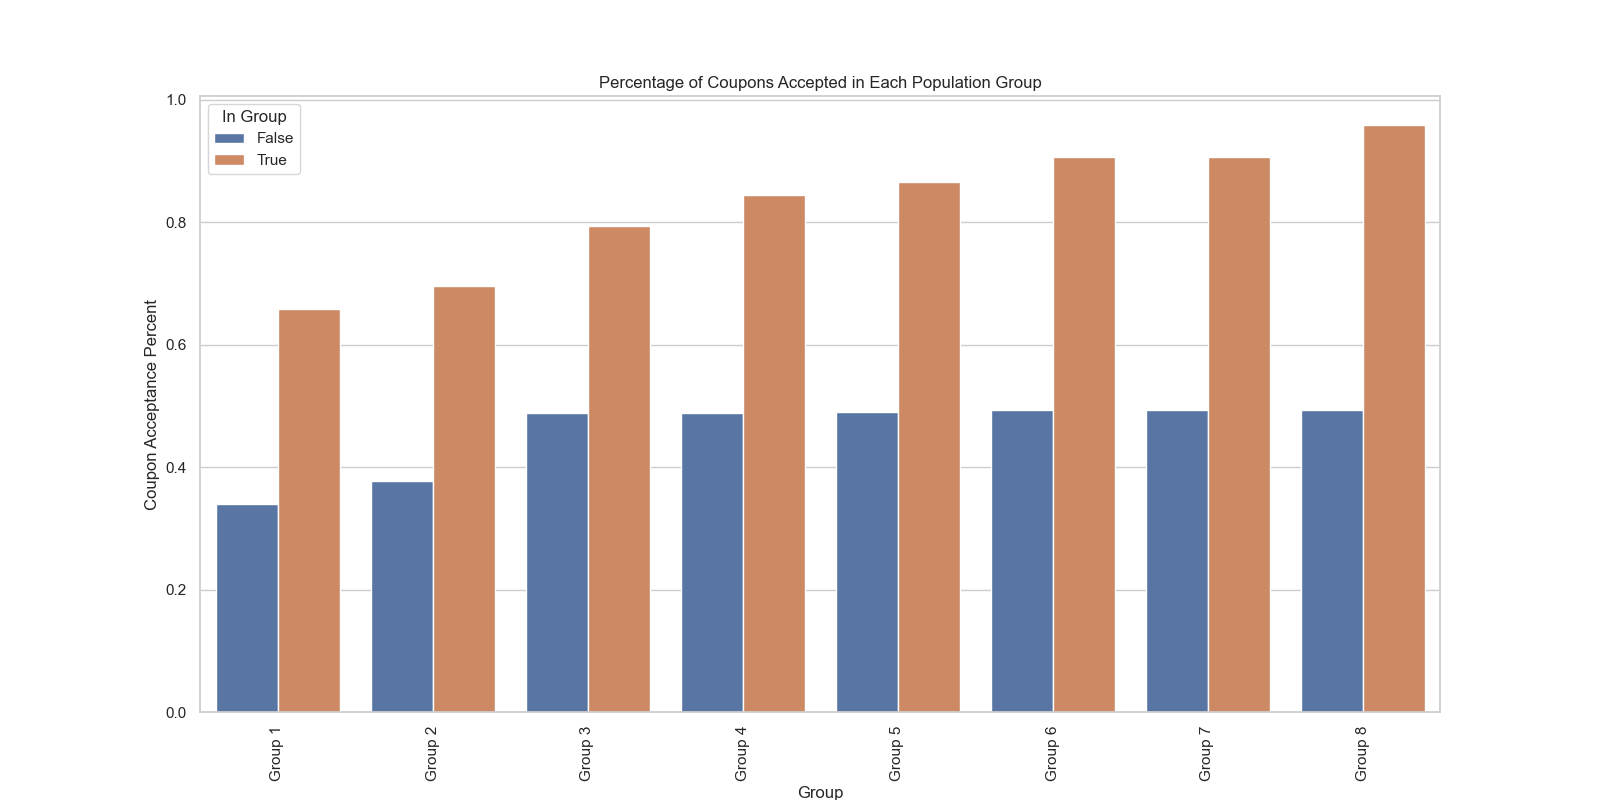 Percentage of Coupons Accepted in Each Population Group
In Group
False
True
Coupon Acceptance Percent
1.0
0.8
0.6
0.4
0.2
0.0
Group 1
Group 2
Group 3
Group 4
Group 5
Group 6
Group 7
Group 8
Group